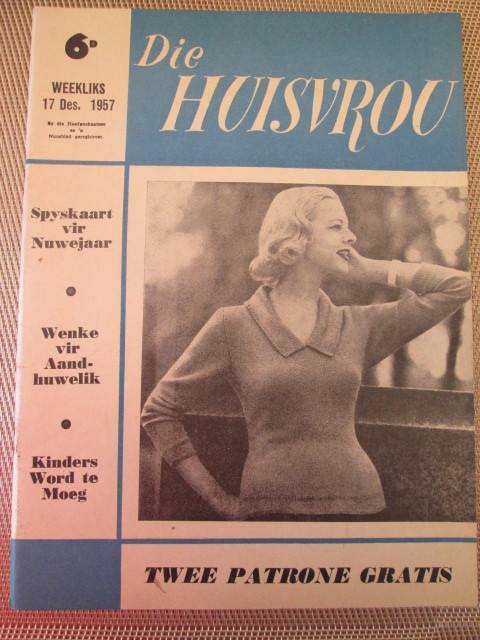 6D
WEEKLIKS
17 Des. 1957
Die
HUISVROU
Spyskaart
vir
Nuwejaar
Wenke
vir
Aand-
huwelik
Kinders
Word te
Moeg
TWEE PATRONE GRATIS